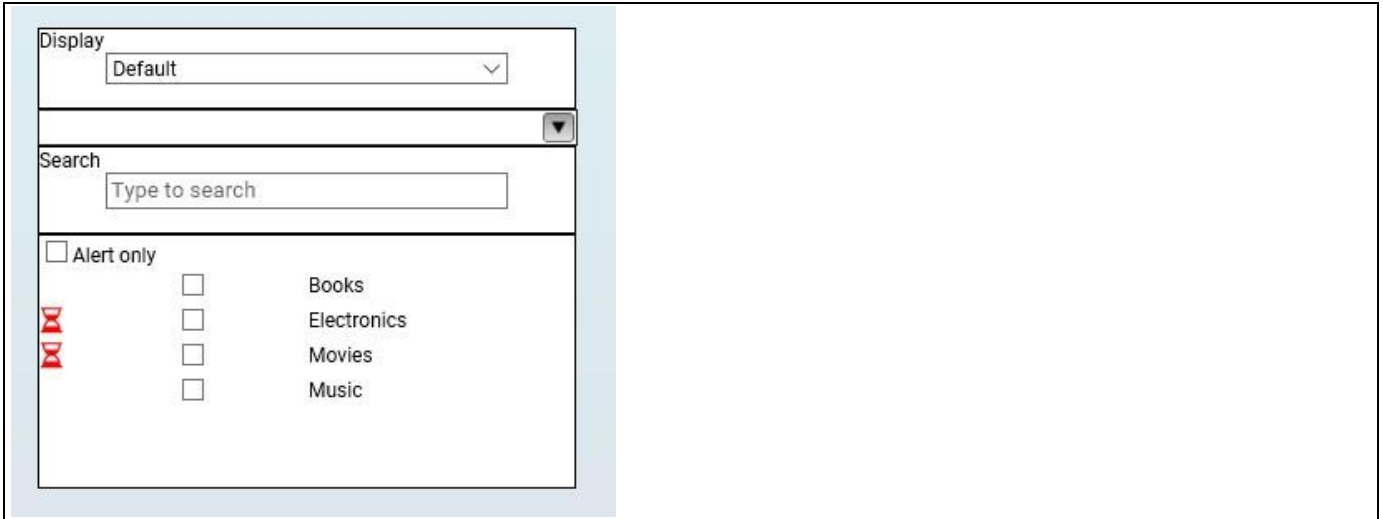 Display
Default
Search
Type to search
Alert only
Books
Electronics
Movies
Music